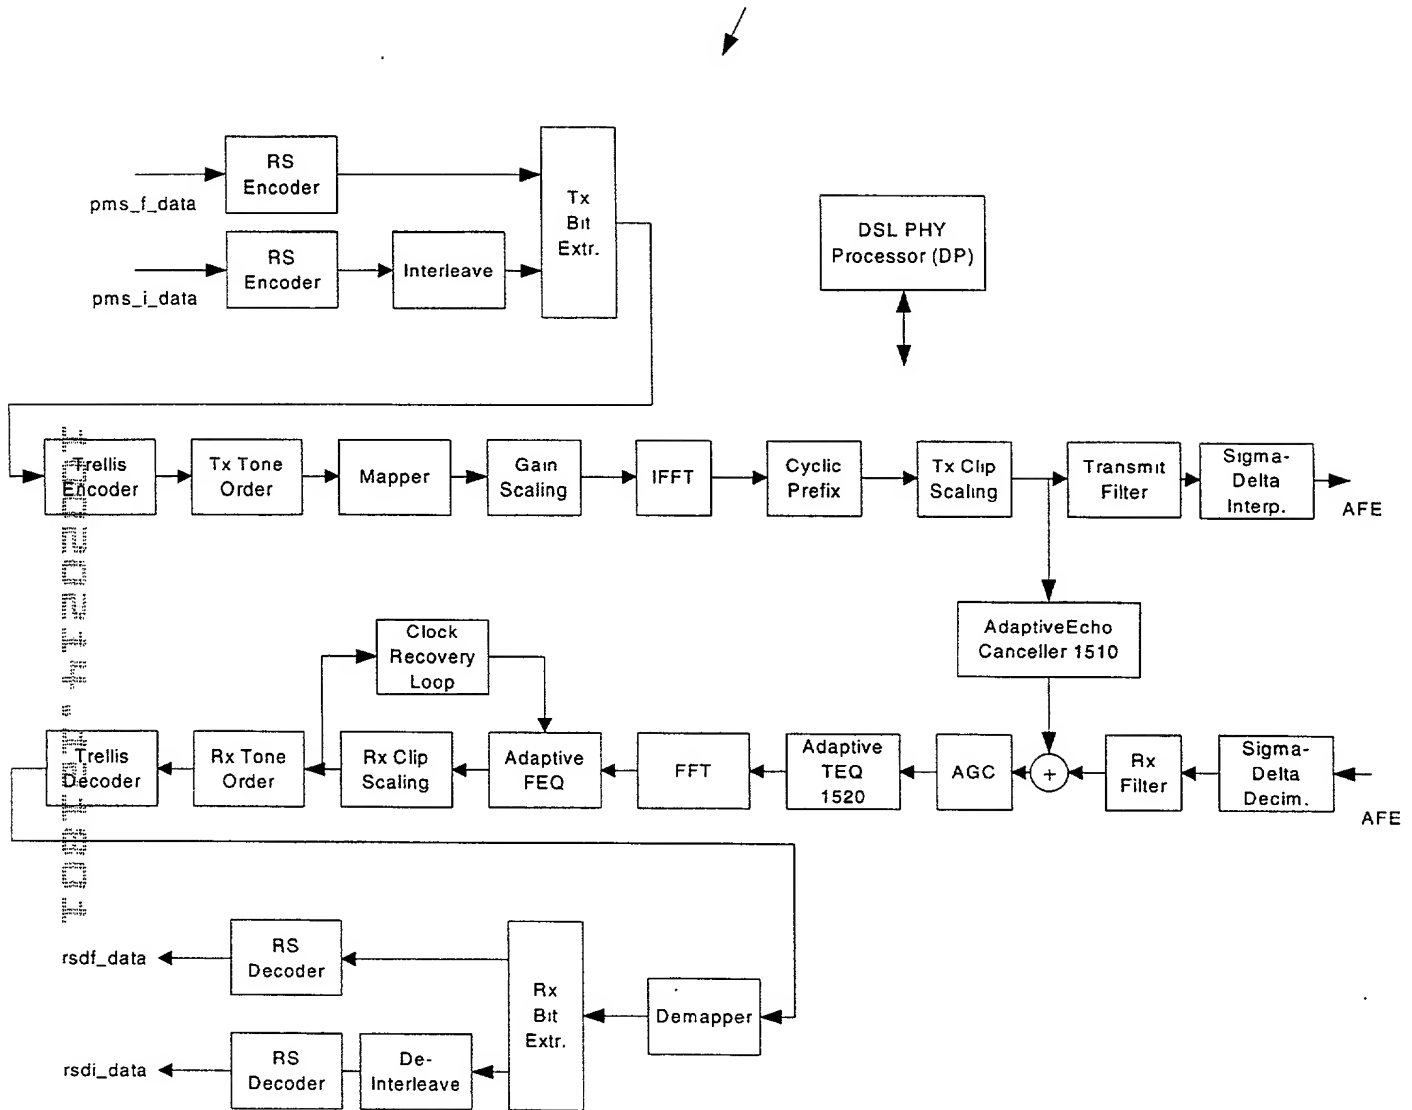 RS
Encoder
pms_f_data
RS
Encoder
pms_i_data
Interleave
Tx
Bit
Extr.
DSL PHY
Processor (DP)
Trellis
Encoder
Tx Tone
Order
Mapper
Gain
Scaling
IFFT
Cyclic
Prefix
Tx Clip
Scaling
Transmit
Filter
Sigma-
Delta
Interp.
AFE
AdaptiveEcho
Canceller 1510
Clock
Recovery
Loop
Trellis
Decoder
Rx Tone
Order
Rx Clip
Scaling
Adaptive
FEQ
FFT
Adaptive
TEQ
1520
AGC
+
Rx
Filter
Sigma-
Delta
Decim.
AFE
rsdf_data
RS
Decoder
Rx
Bit
Extr.
Demapper
rsdi_data
RS
Decoder
De-
Interleave